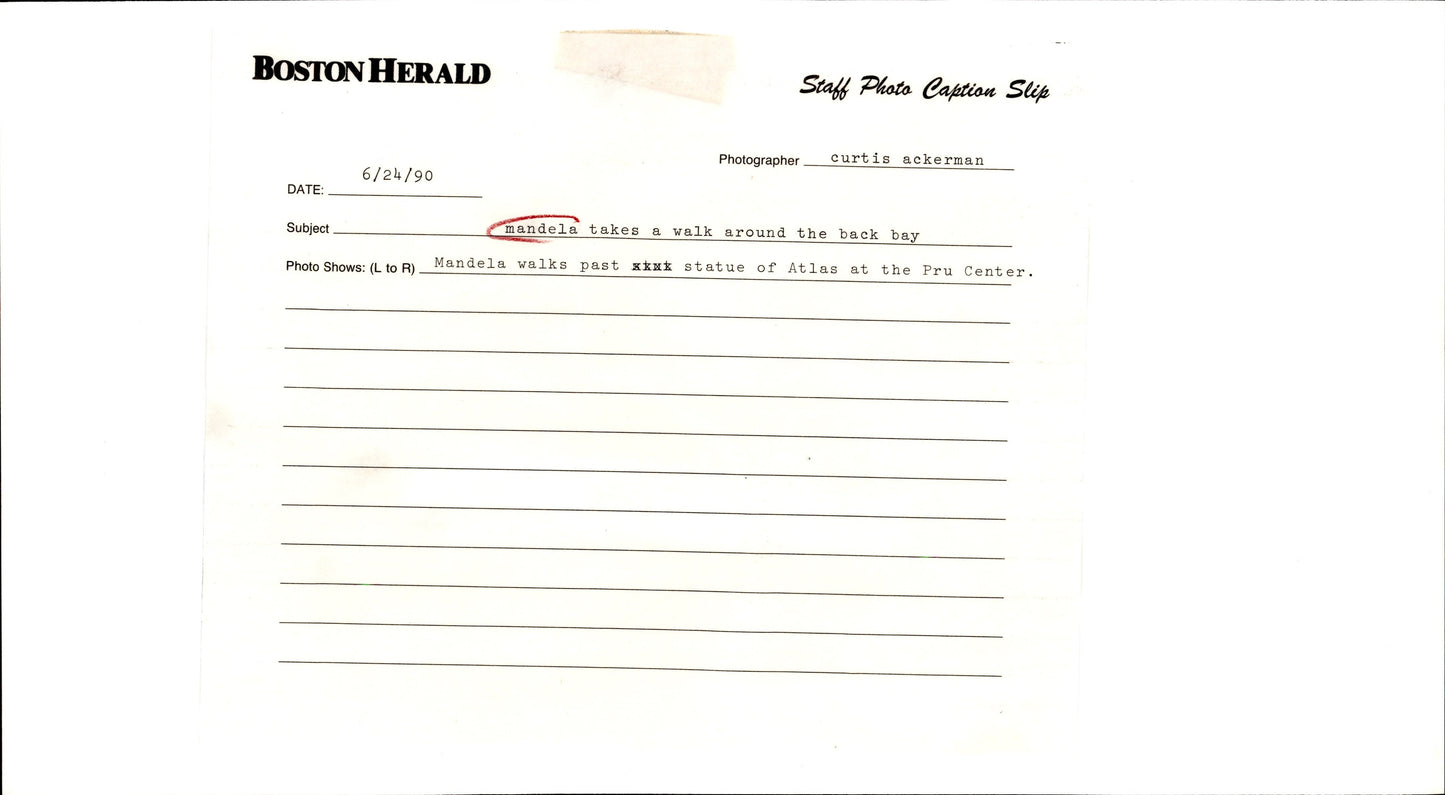 BOSTON HERALD
Staff Photo Caption Slip
Photographer curtis ackerman
6/24/90
DATE:
Subject mandela takes a walk around the back bay
Photo Shows: (L to R) Mandela walks past statue of Atlas at the Pru Center.